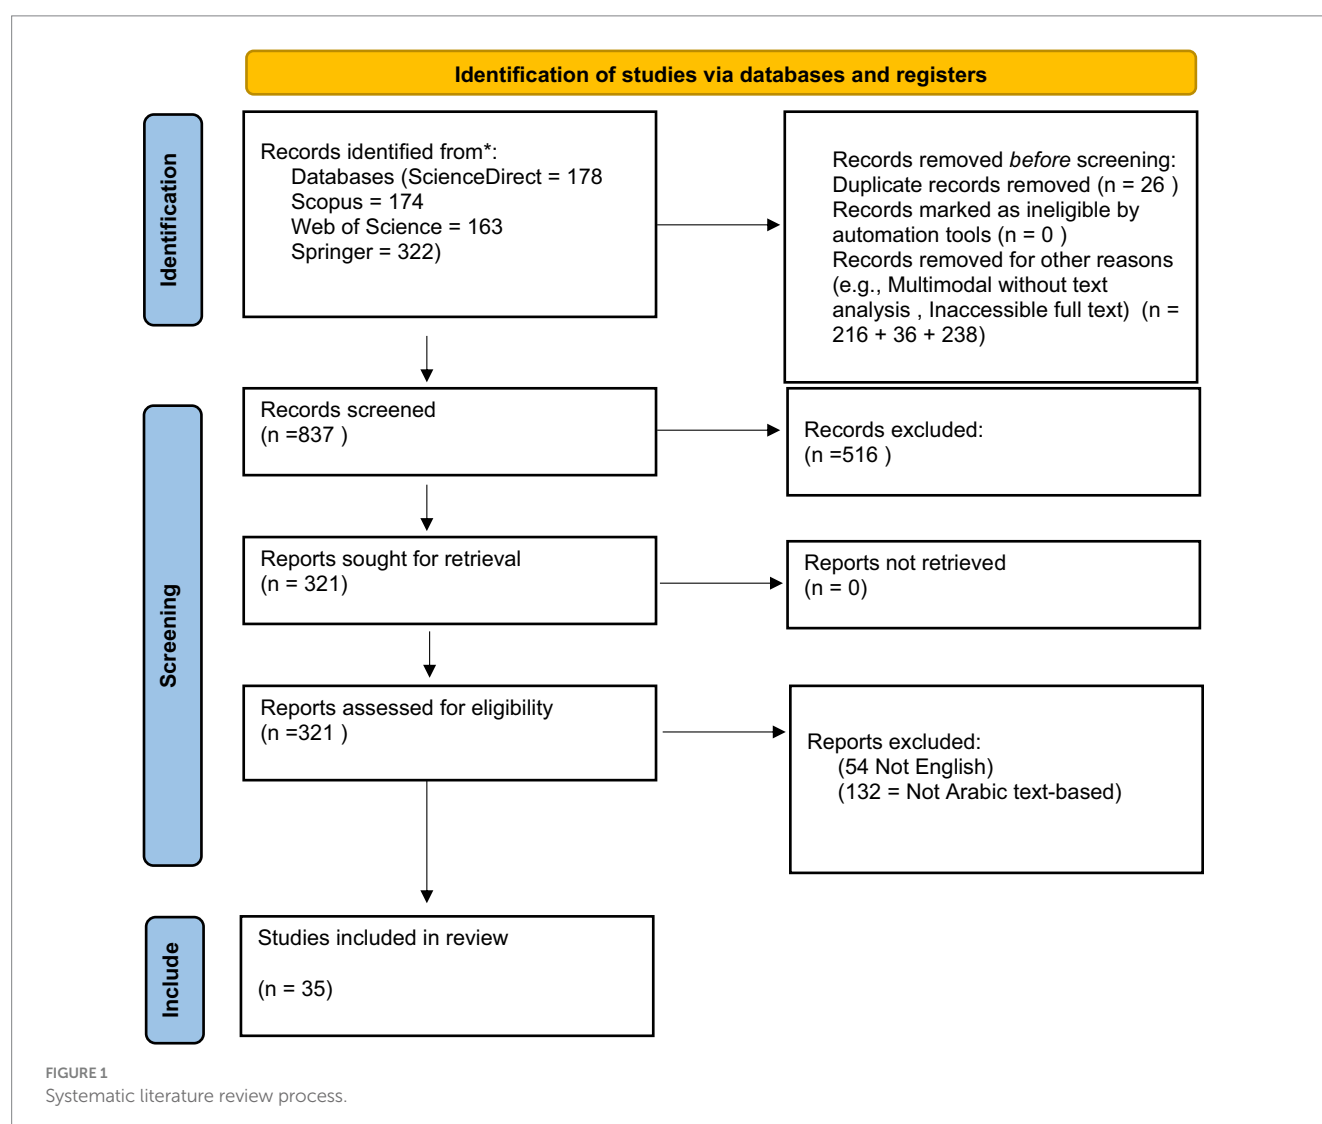 Identification of studies via databases and registers
Identification
Records identified from*:
Databases (ScienceDirect = 178
Scopus = 174
Web of Science = 163
Springer = 322)
Records removed before screening:
Duplicate records removed (n = 26 )
Records marked as ineligible by
automation tools (n = 0 )
Records removed for other reasons
(e.g., Multimodal without text
analysis , Inaccessible full text)  (n =
216 + 36 + 238)
Screening
Records screened
(n =837 )
Records excluded:
(n =516 )
Reports sought for retrieval
(n = 321)
Reports not retrieved
(n = 0)
Reports assessed for eligibility
(n =321 )
Reports excluded:
(54 Not English)
(132 = Not Arabic text-based)
Include
Studies included in review
(n = 35)
FIGURE 1
Systematic literature review process.